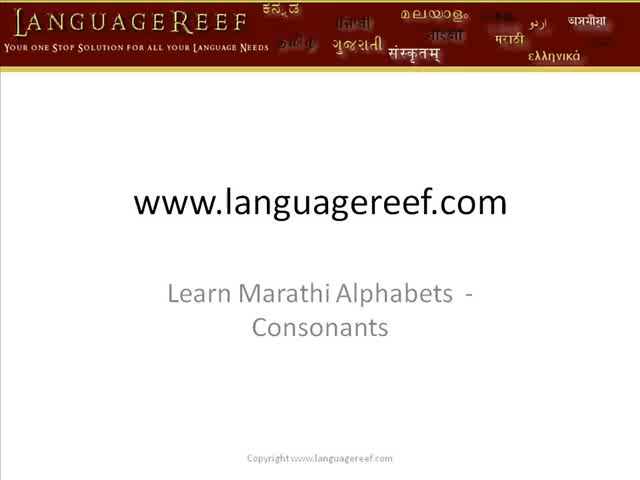 LANGUAGEREEF
YOUR ONE STOP SOLUTION FOR ALL YOUR LANGUAGE NEEDS
ಕನ್ನಡ
മലയാളം
اردو
অসমীয়া
ગુજરાતી
संस्कृतम्
मराठी
ελληνικά
www.languagereef.com
Learn Marathi Alphabets -
Consonants
Copyright www.languagereef.com